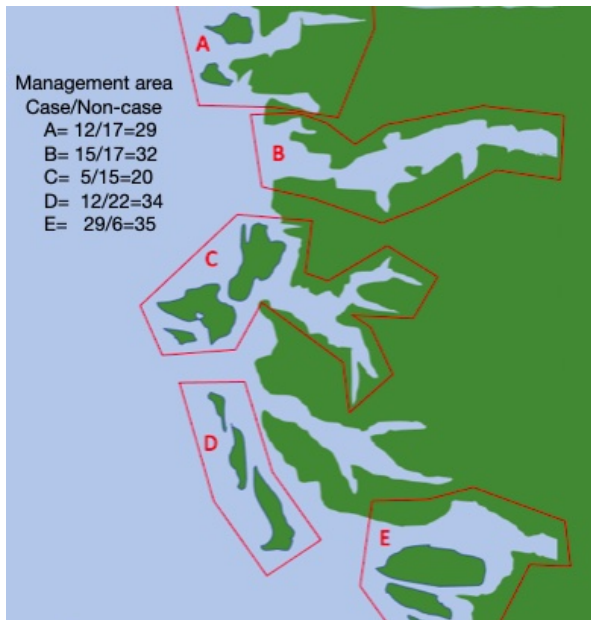 A
Management area
Case/Non-case
A= 12/17=29
B= 15/17=32
C= 5/15=20
D= 12/22=34
E= 29/6=35
B
C
D
E